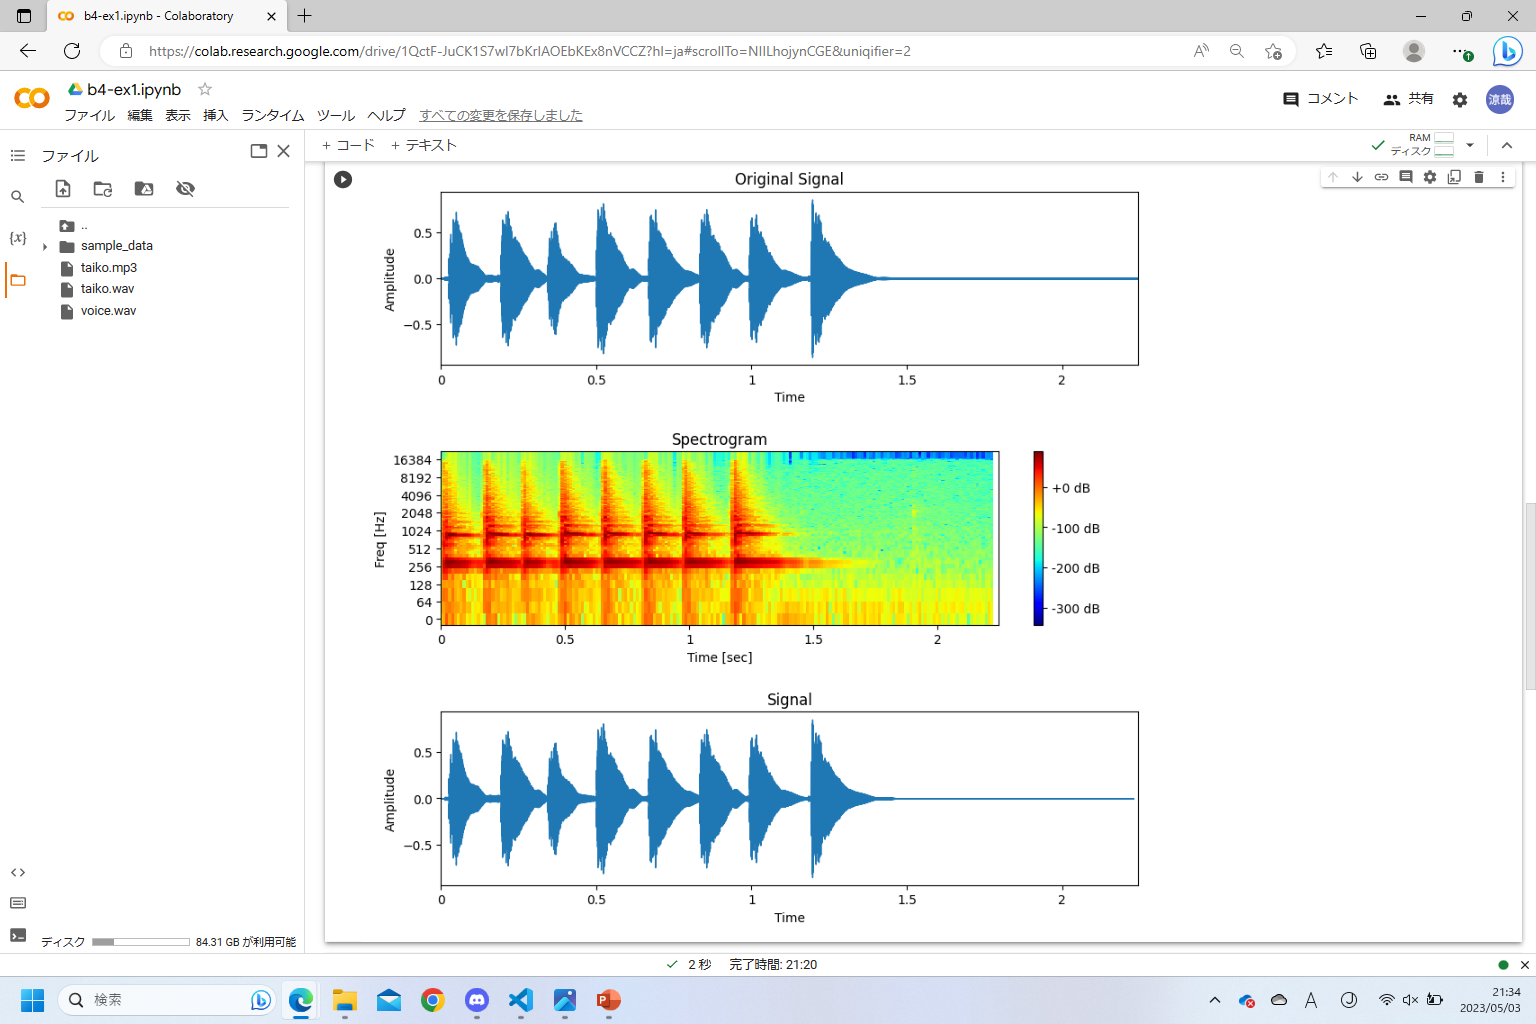 b4-ex1.ipynb - Colaboratory
https://colab.research.google.com/drive/1QctF-JuCK1S7wI7bKrIAOEbKEx8nVCCZ?hl=ja#scrollTo=NIILhojynCGE&uniqifier=2
b4-ex1.ipynb
ファイル 編集 表示 挿入 ランタイム ツール ヘルプ すべての変更を保存しました
コメント 共有 涼哉
ファイル
+ コード + テキスト
RAM
ディスク
..
sample_data
taiko.mp3
taiko.wav
voice.wav
{x}
Original Signal
Amplitude
0.5
0.0
−0.5
0 0.5 1 1.5 2
Time
Spectrogram
Freq [Hz]
16384
8192
4096
2048
1024
512
256
128
64
0
0 0.5 1 1.5 2
Time [sec]
+0 dB
-100 dB
-200 dB
-300 dB
Signal
Amplitude
0.5
0.0
−0.5
0 0.5 1 1.5 2
Time
ディスク 84.31 GB が利用可能
2 秒 完了時間: 21:20
検索
A
21:34
2023/05/03